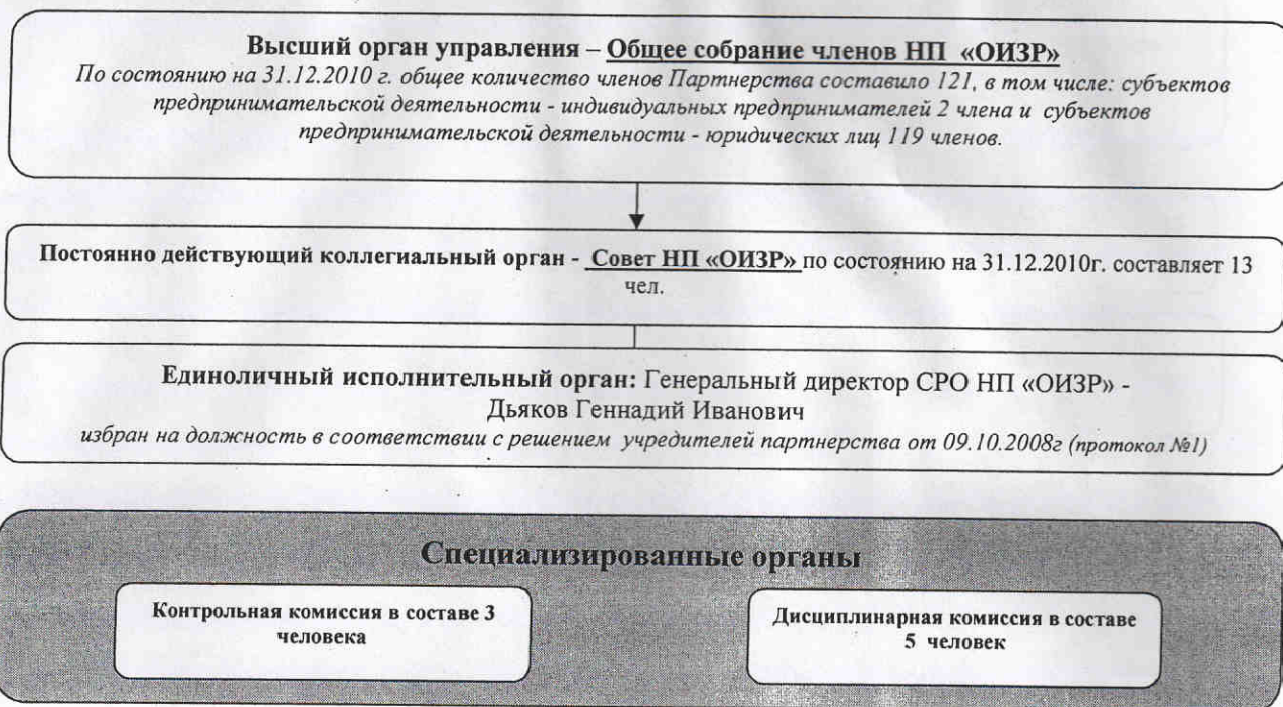 Высший орган управления – Общее собрание членов НП «ОИЗР»
По состоянию на 31.12.2010 г. общее количество членов Партнерства составило 121, в том числе: субъектов
предпринимательской деятельности - индивидуальных предпринимателей 2 члена и субъектов
предпринимательской деятельности - юридических лиц 119 членов.
Постоянно действующий коллегиальный орган - Совет НП «ОИЗР» по состоянию на 31.12.2010г. составляет 13
чел.
Единоличный исполнительный орган: Генеральный директор СРО НП «ОИЗР» -
Дьяков Геннадий Иванович
избран на должность в соответствии с решением учредителей партнерства от 09.10.2008г (протокол №1)
Специализированные органы
Контрольная комиссия в составе 3
человека
Дисциплинарная комиссия в составе
5 человек